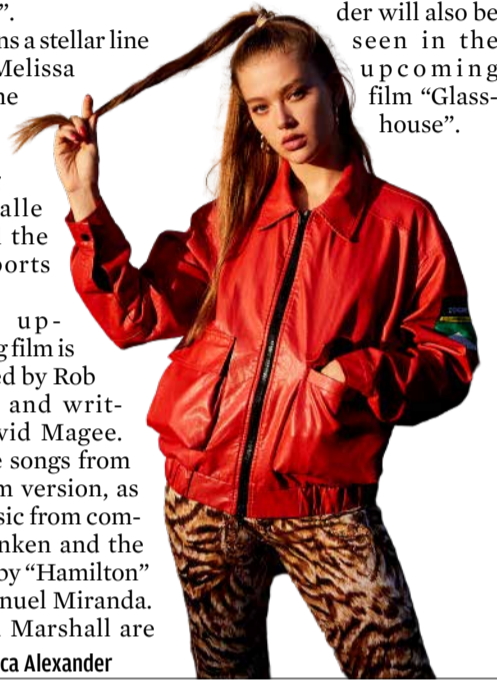 ”.
ns a stellar line
Melissa
ne
alle
the
ports
up-
g film is
ed by Rob
and writ-
vid Magee.
e songs from
m version, as
sic from com-
nken and the
by “Hamilton”
nuel Miranda.
Marshall are
ca Alexander
der will also be
seen in the
upcoming
film “Glass-
house”.